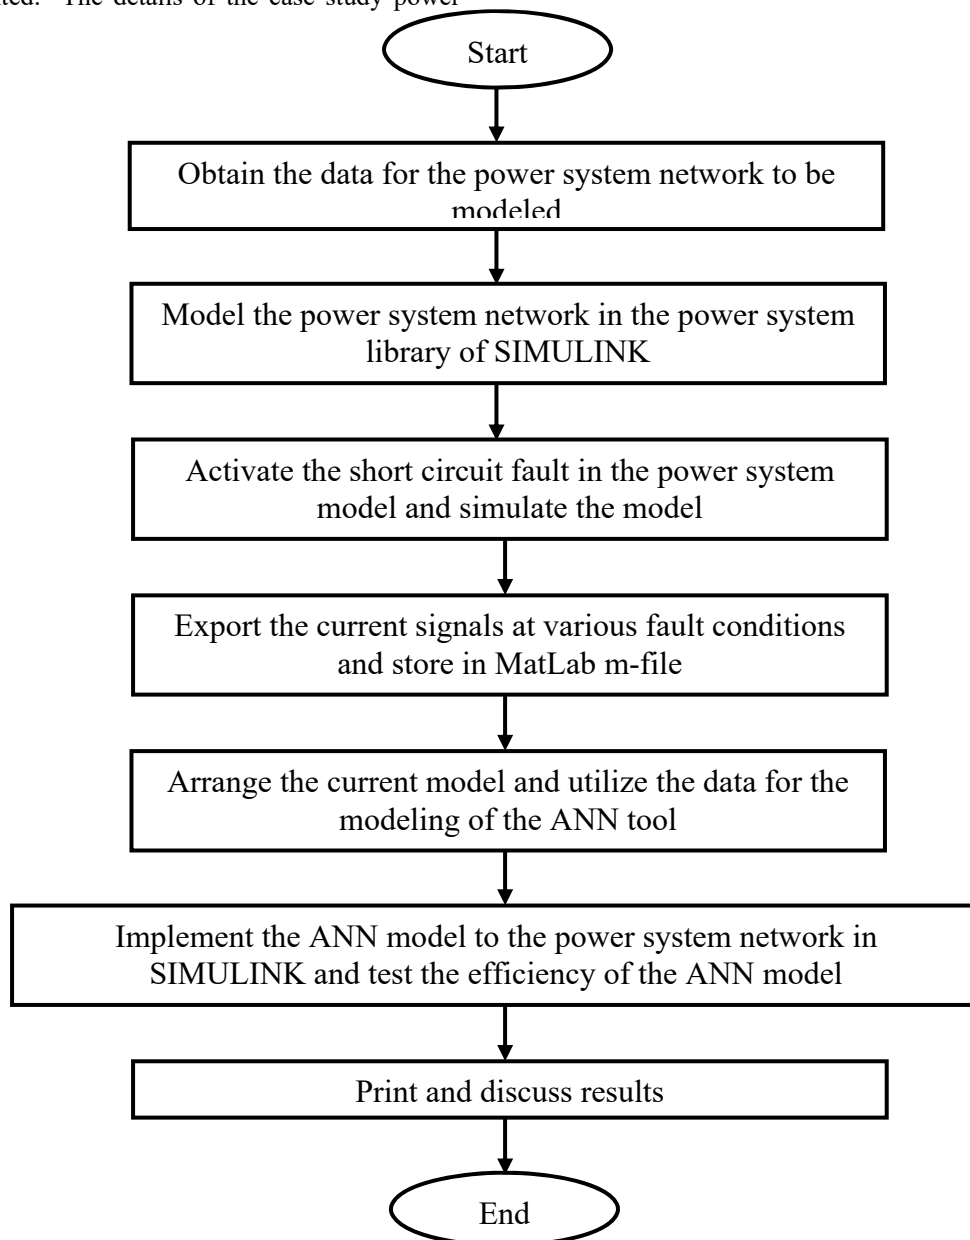 The details of the case study power
Start
Obtain the data for the power system network to be
modeled
Model the power system network in the power system
library of SIMULINK
Activate the short circuit fault in the power system
model and simulate the model
Export the current signals at various fault conditions
and store in MatLab m-file
Arrange the current model and utilize the data for the
modeling of the ANN tool
Implement the ANN model to the power system network in
SIMULINK and test the efficiency of the ANN model
Print and discuss results
End